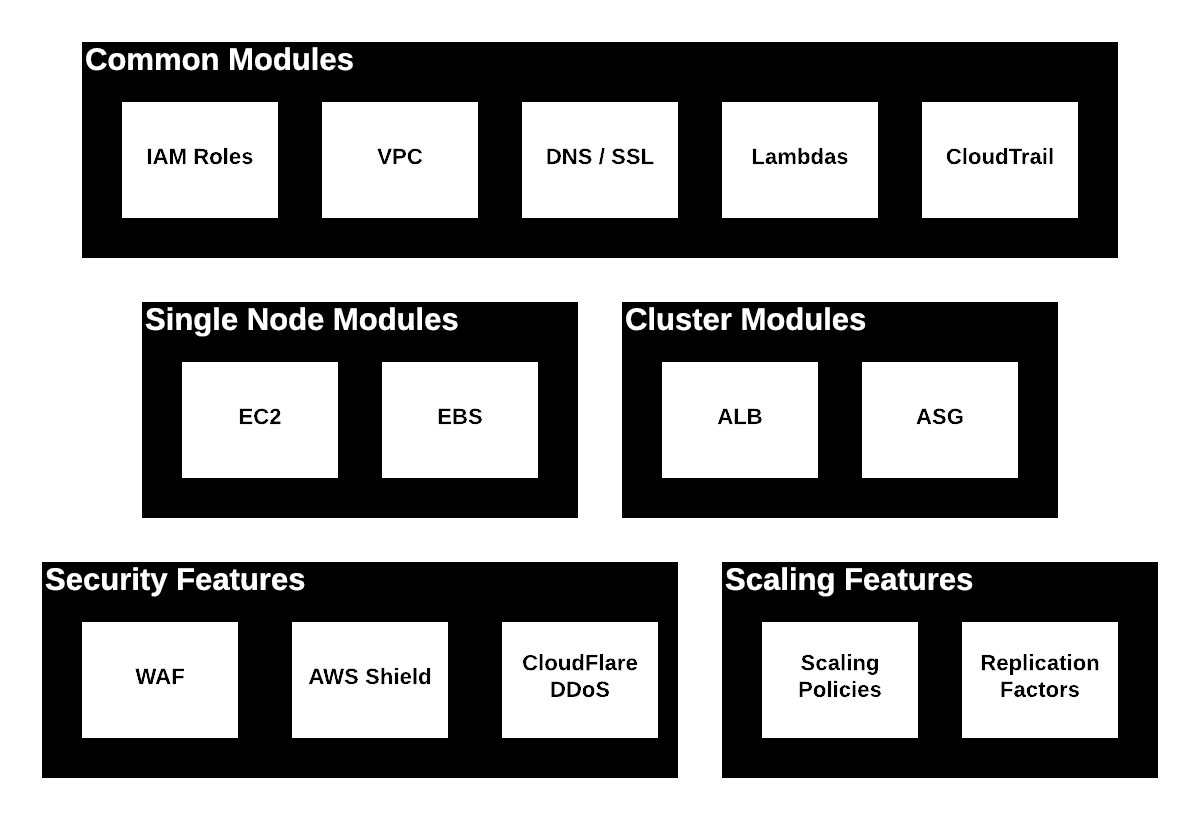 Common Modules
IAM Roles
VPC
DNS / SSL
Lambdas
CloudTrail
Single Node Modules
EC2
EBS
Cluster Modules
ALB
ASG
Security Features
WAF
AWS Shield
CloudFlare
DDoS
Scaling Features
Scaling
Policies
Replication
Factors